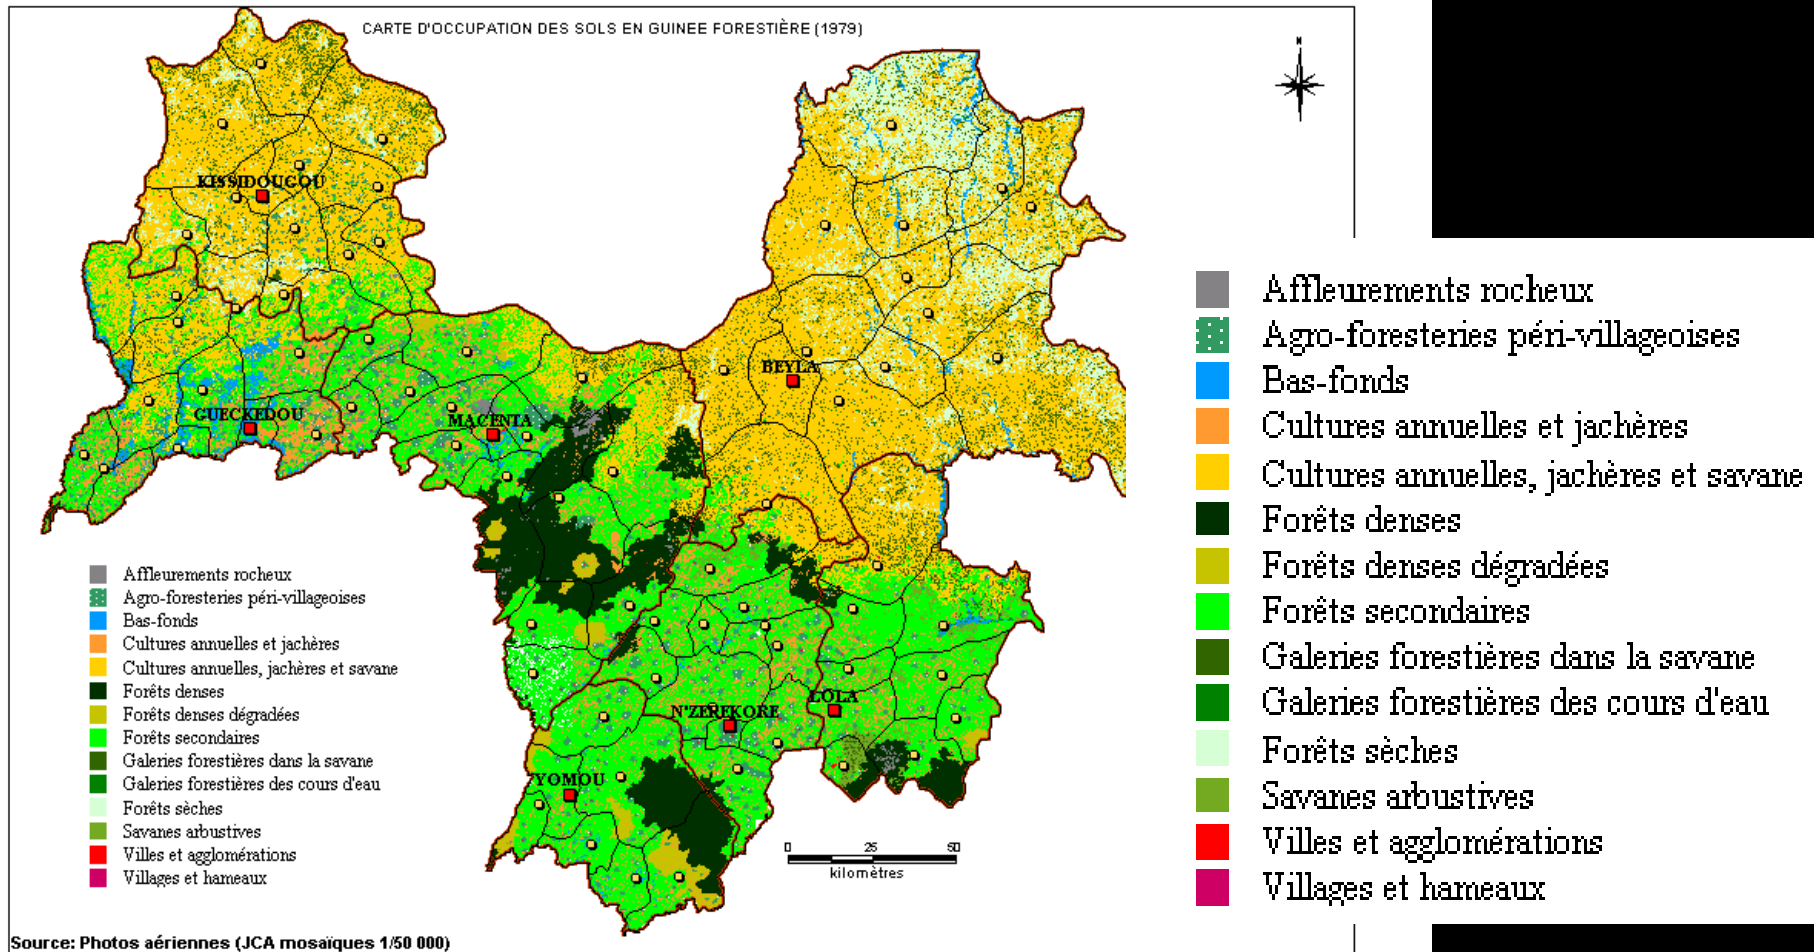 CARTE D'OCCUPATION DES SOLS EN GUINEE FORESTIÈRE (1979)
N
KISSIDOUGOU
BEYLA
GUECKEDOU
MACENTA
LOLA
N'ZEREKORE
YOMOU
Affleurements rocheux
Agro-foresteries péri-villageoises
Bas-fonds
Cultures annuelles et jachères
Cultures annuelles, jachères et savane
Forêts denses
Forêts denses dégradées
Forêts secondaires
Galeries forestières dans la savane
Galeries forestières des cours d'eau
Forêts sèches
Savanes arbustives
Villes et agglomérations
Villages et hameaux
0 25 50
kilomètres
Source: Photos aériennes (JCA mosaïques 1/50 000)
Affleurements rocheux
Agro-foresteries péri-villageoises
Bas-fonds
Cultures annuelles et jachères
Cultures annuelles, jachères et savane
Forêts denses
Forêts denses dégradées
Forêts secondaires
Galeries forestières dans la savane
Galeries forestières des cours d'eau
Forêts sèches
Savanes arbustives
Villes et agglomérations
Villages et hameaux